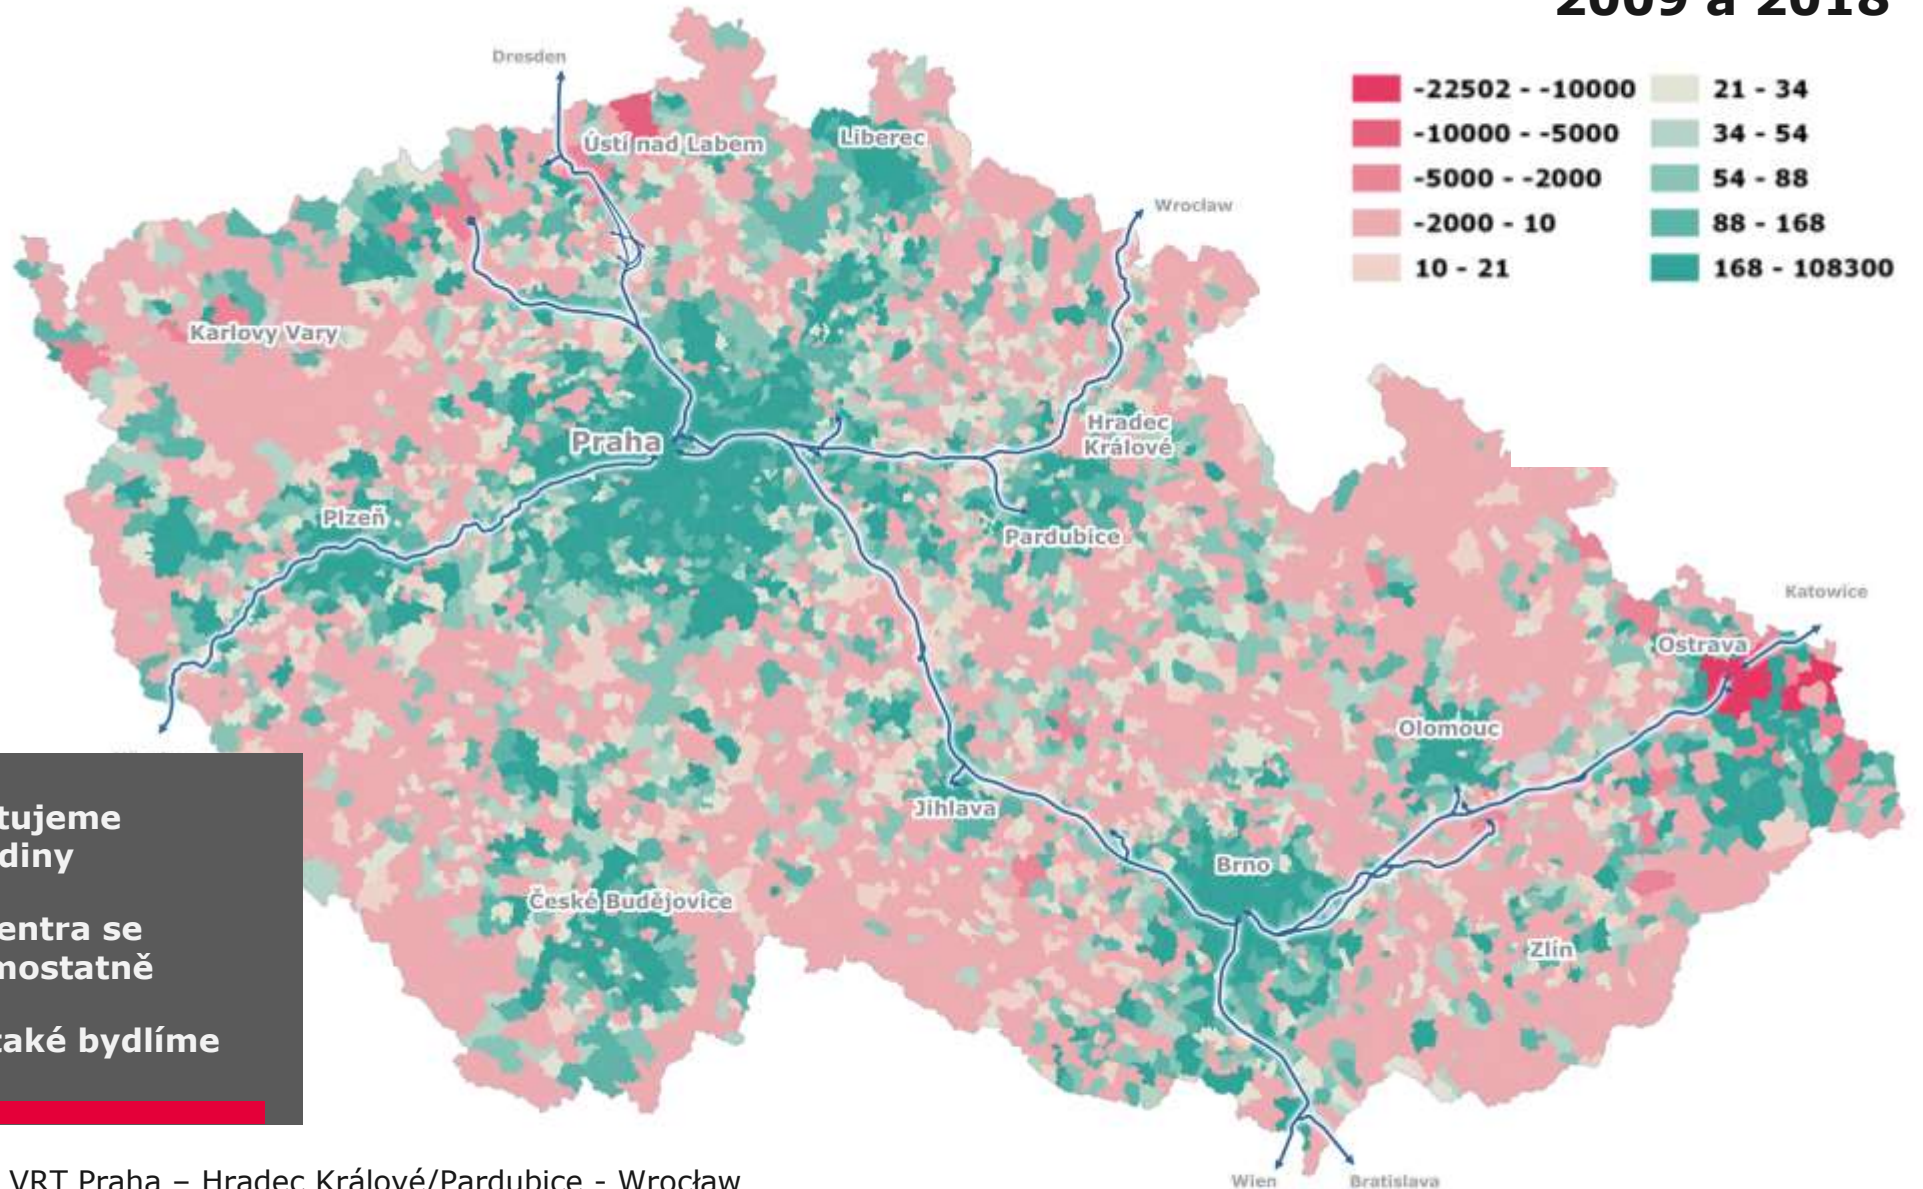 2009 a 2018
-22502 - -10000
-10000 - -5000
-5000 - -2000
-2000 - 10
10 - 21
21 - 34
34 - 54
54 - 88
88 - 168
168 - 108300
Dresden
Ústí nad Labem
Liberec
Wrocław
Karlovy Vary
Praha
Hradec
Králové
Plzeň
Pardubice
Katowice
Ostrava
Olomouc
Jihlava
Brno
České Budějovice
Zlín
Wien
Bratislava
tujeme
diny
entra se
mostatně
také bydlíme
VRT Praha – Hradec Králové/Pardubice - Wrocław